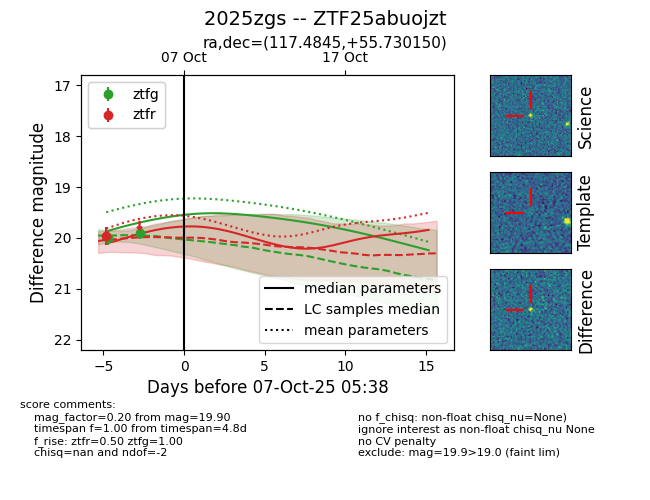 2025zgs -- ZTF25abuojzt
ra,dec=(117.4845,+55.730150)
07 Oct
17 Oct
17
18
19
20
21
22
Difference magnitude
ztfg
ztfr
median parameters
LC samples median
mean parameters
−5
0
5
10
15
Days before 07-Oct-25 05:38
Science
Template
Difference
score comments:
mag_factor=0.20 from mag=19.90
timespan f=1.00 from timespan=4.8d
f_rise: ztfr=0.50 ztfg=1.00
chisq=nan and ndof=-2
no f_chisq: non-float chisq_nu=None)
ignore interest as non-float chisq_nu None
no CV penalty
exclude: mag=19.9>19.0 (faint lim)